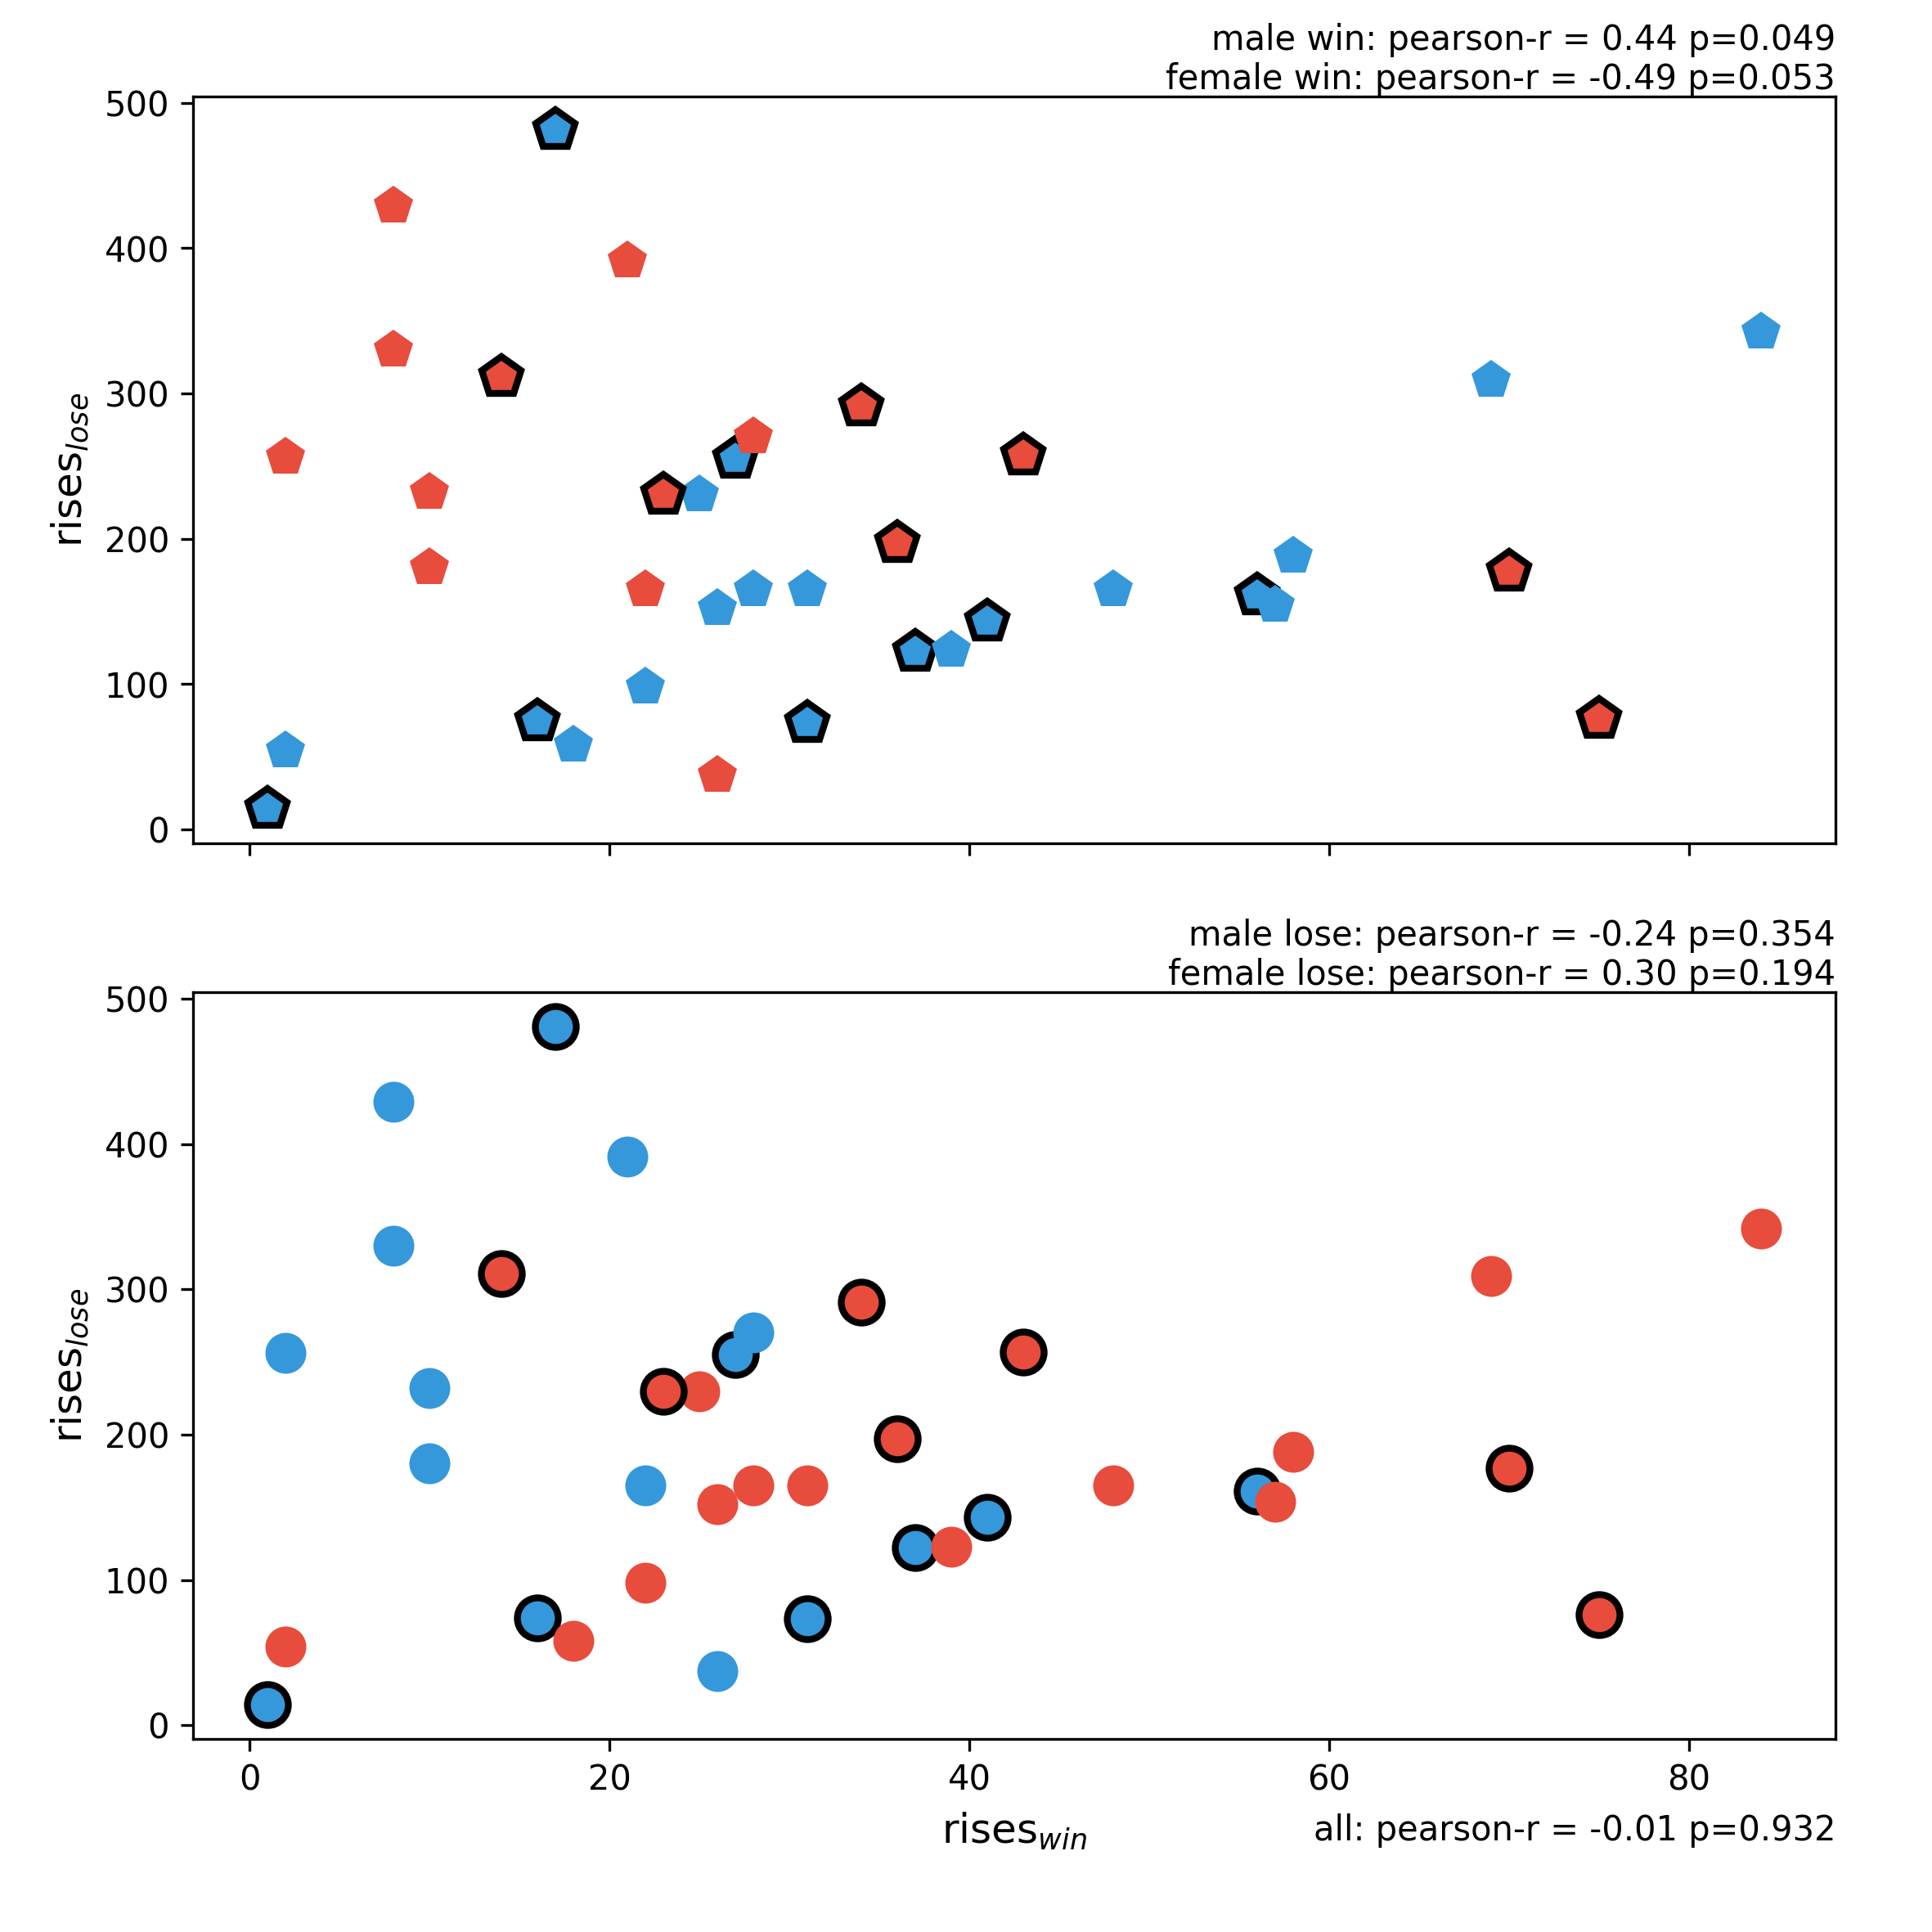 male win: pearson-r = 0.44 p=0.049
female win: pearson-r = -0.49 p=0.053
500
400
300
200
100
0
rises_lose
male lose: pearson-r = -0.24 p=0.354
female lose: pearson-r = 0.30 p=0.194
500
400
300
200
100
0
rises_lose
0 20 40 60 80
rises_win
all: pearson-r = -0.01 p=0.932